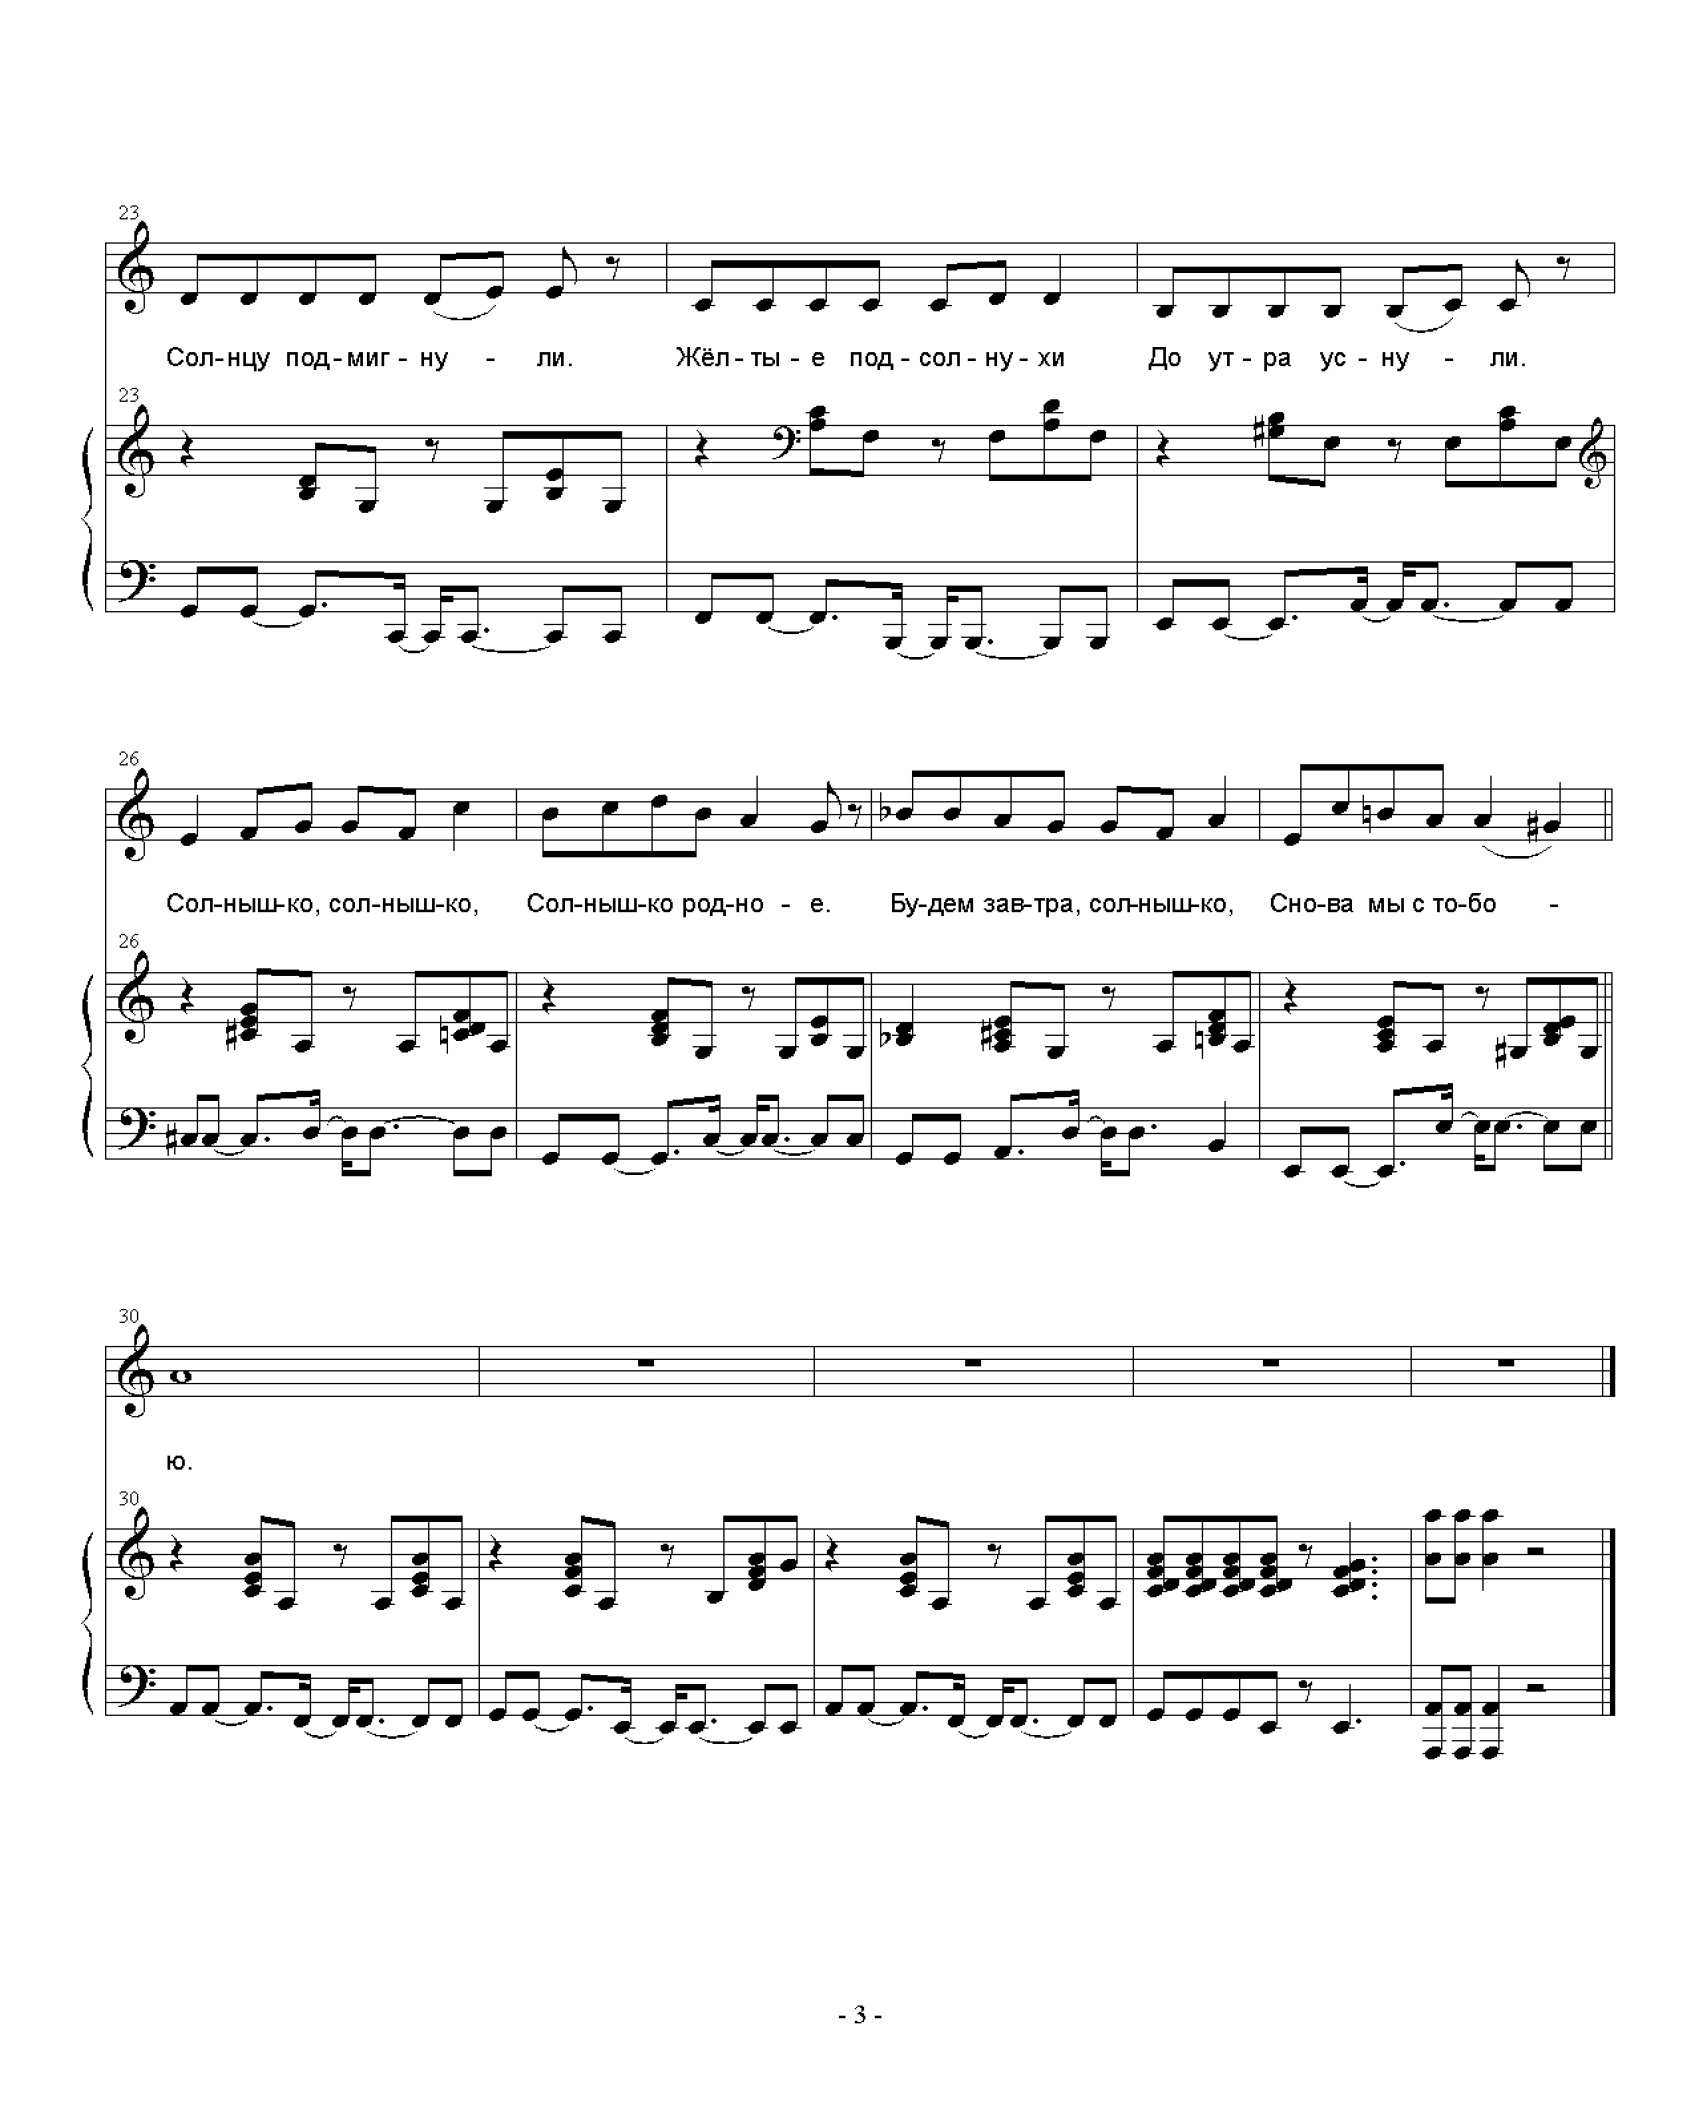 23
Сол-нцу под-миг-ну - ли. Жёл-ты-е под-сол-ну-хи До ут-ра ус-ну - ли.
23
26
Сол-ныш-ко, сол-ныш-ко, Сол-ныш-ко род-но - е. Бу-дем зав-тра, сол-ныш-ко, Сно-ва мы с то-бо -
26
30
ю.
30
- 3 -